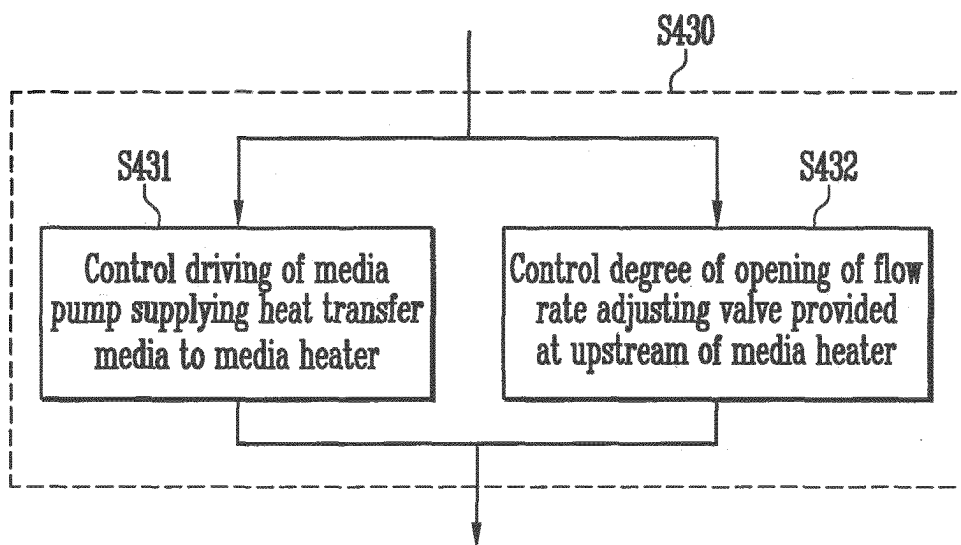 S430
S431
S432
Control driving of media
pump supplying heat transfer
media to media heater
Control degree of opening of flow
rate adjusting valve provided
at upstream of media heater